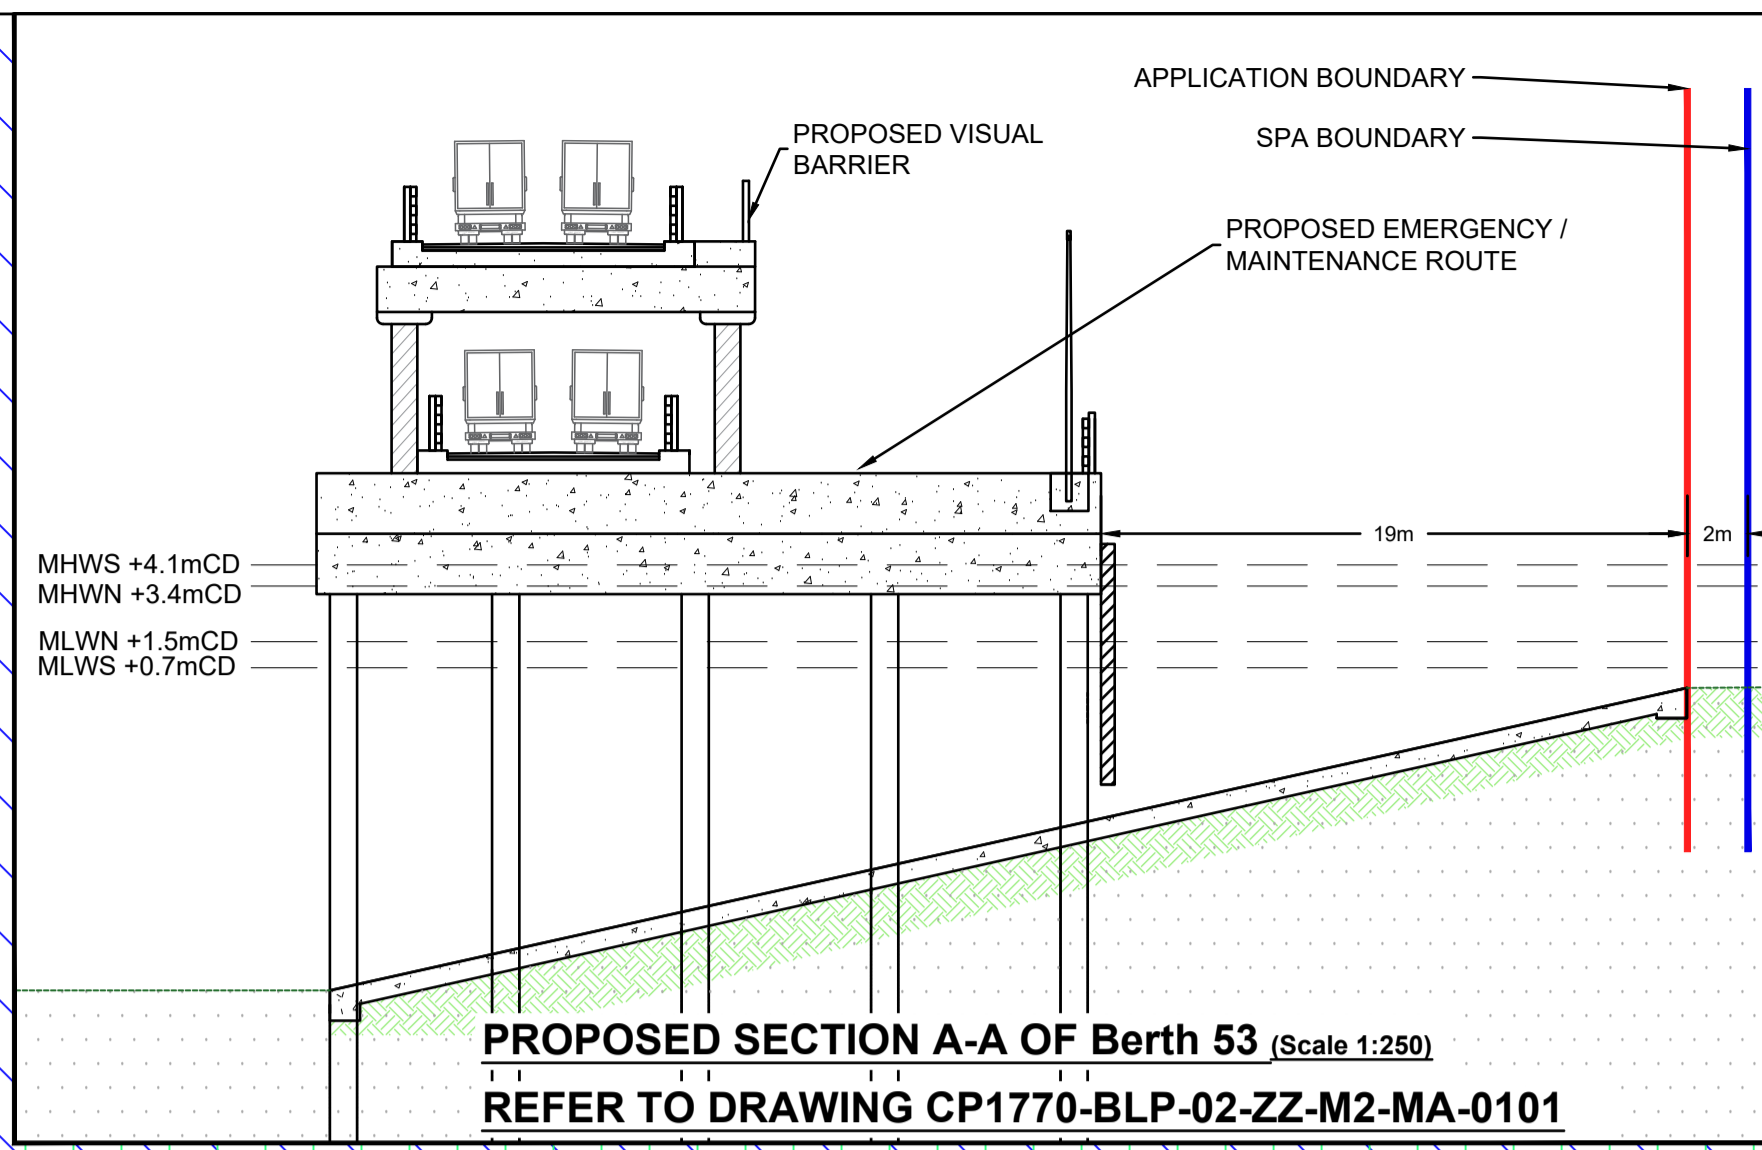 APPLICATION BOUNDARY
SPA BOUNDARY
PROPOSED VISUAL
BARRIER
PROPOSED EMERGENCY /
MAINTENANCE ROUTE
19m
2m
MHWS +4.1mCD
MHWN +3.4mCD
MLWN +1.5mCD
MLWS +0.7mCD
PROPOSED SECTION A-A OF Berth 53 (Scale 1:250)
REFER TO DRAWING CP1770-BLP-02-ZZ-M2-MA-0101